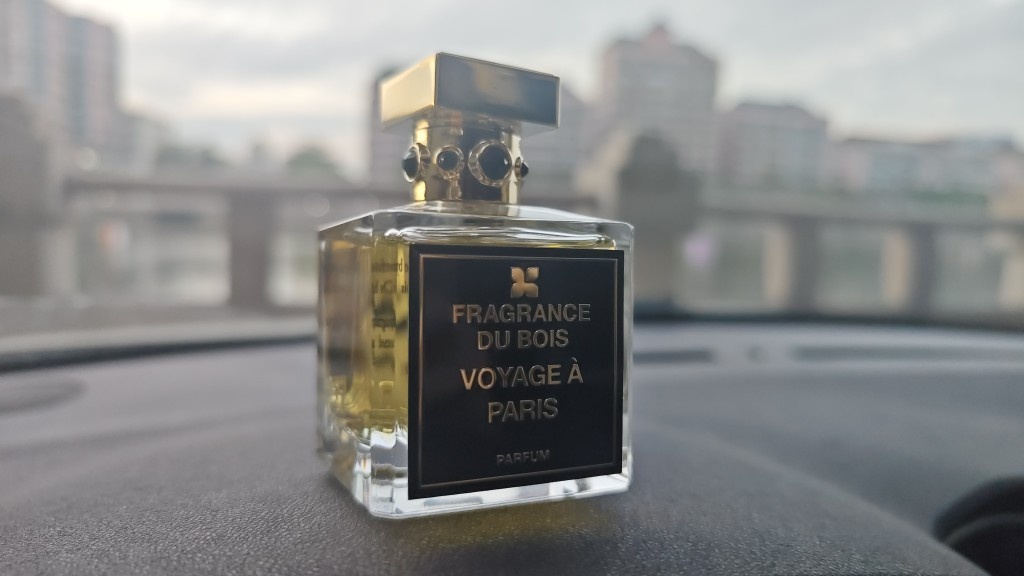 FRAGRANCE
DU BOIS
VOYAGE À
PARIS
PARFUM